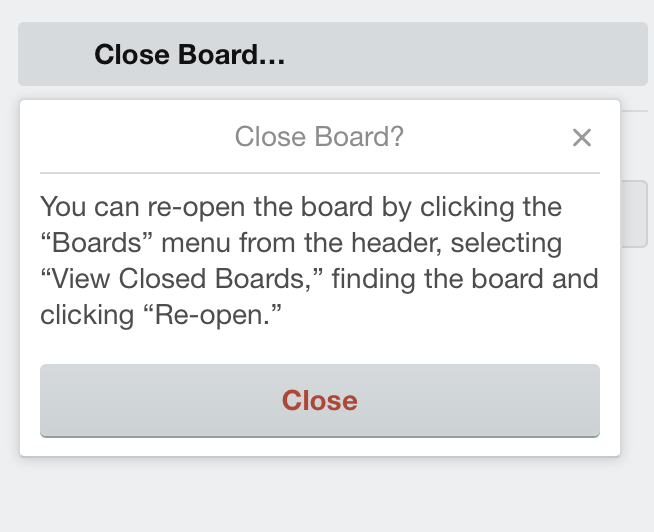 Close Board…
Close Board?
You can re-open the board by clicking the
“Boards” menu from the header, selecting
“View Closed Boards,” finding the board and
clicking “Re-open.”
Close